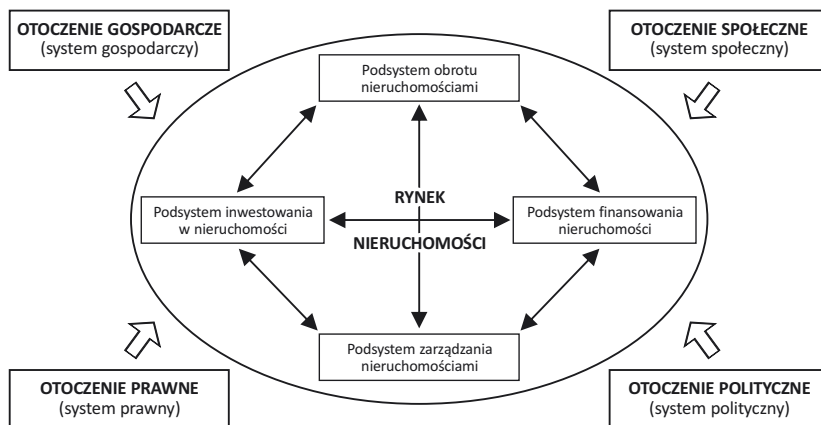 OTOCZENIE GOSPODARCZE
(system gospodarczy)
OTOCZENIE SPOŁECZNE
(system społeczny)
Podsystem obrotu
nieruchomościami
Podsystem inwestowania
w nieruchomości
RYNEK
NIERUCHOMOŚCI
Podsystem finansowania
nieruchomości
Podsystem zarządzania
nieruchomościami
OTOCZENIE PRAWNE
(system prawny)
OTOCZENIE POLITYCZNE
(system polityczny)